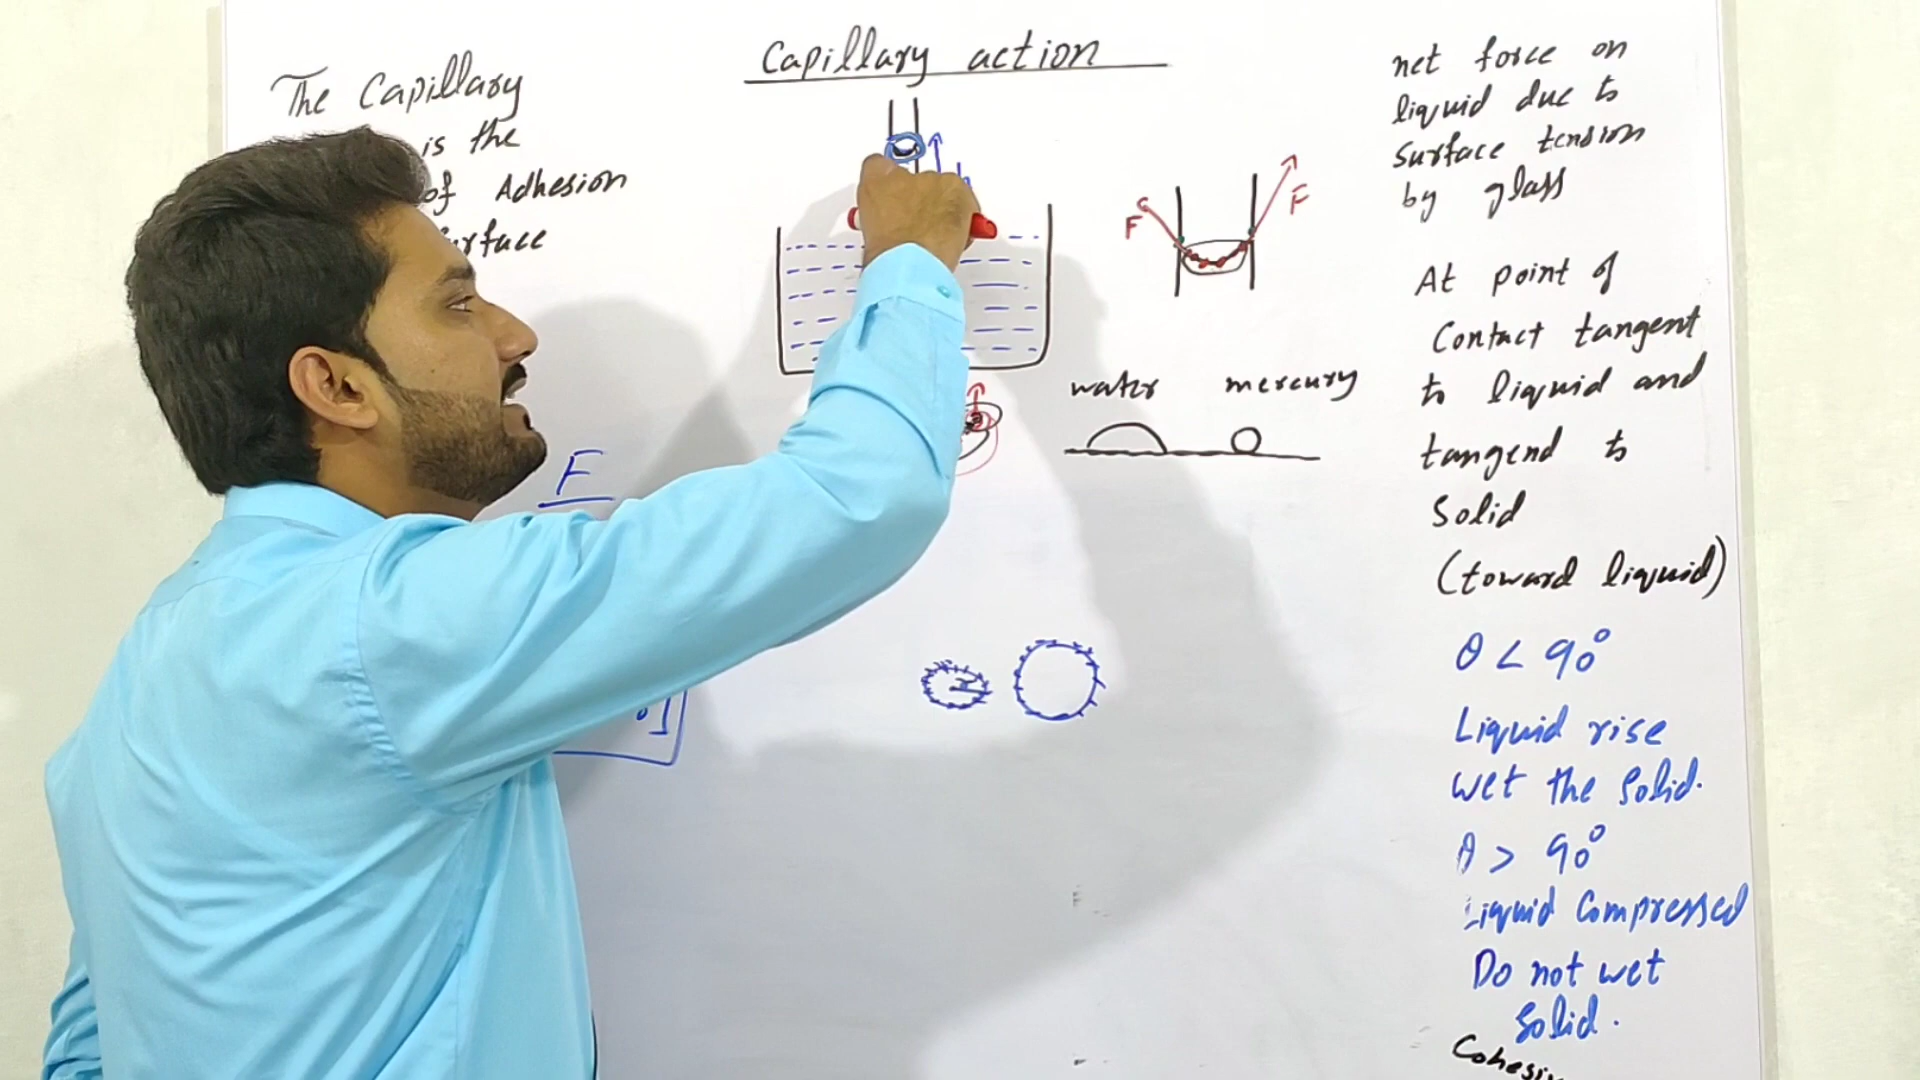 Capillary action
The Capillary
is the
of Adhesion
urface
h
F
F
F
water mercury
net force on
liquid due to
surface tension
by glass
At point of
Contact tangent
to liquid and
tangend to
Solid
(toward liquid)
θ < 90°
Liquid rise
wet the Solid.
θ > 90°
Liquid Compressed
Do not wet
Solid.
Cohesiv